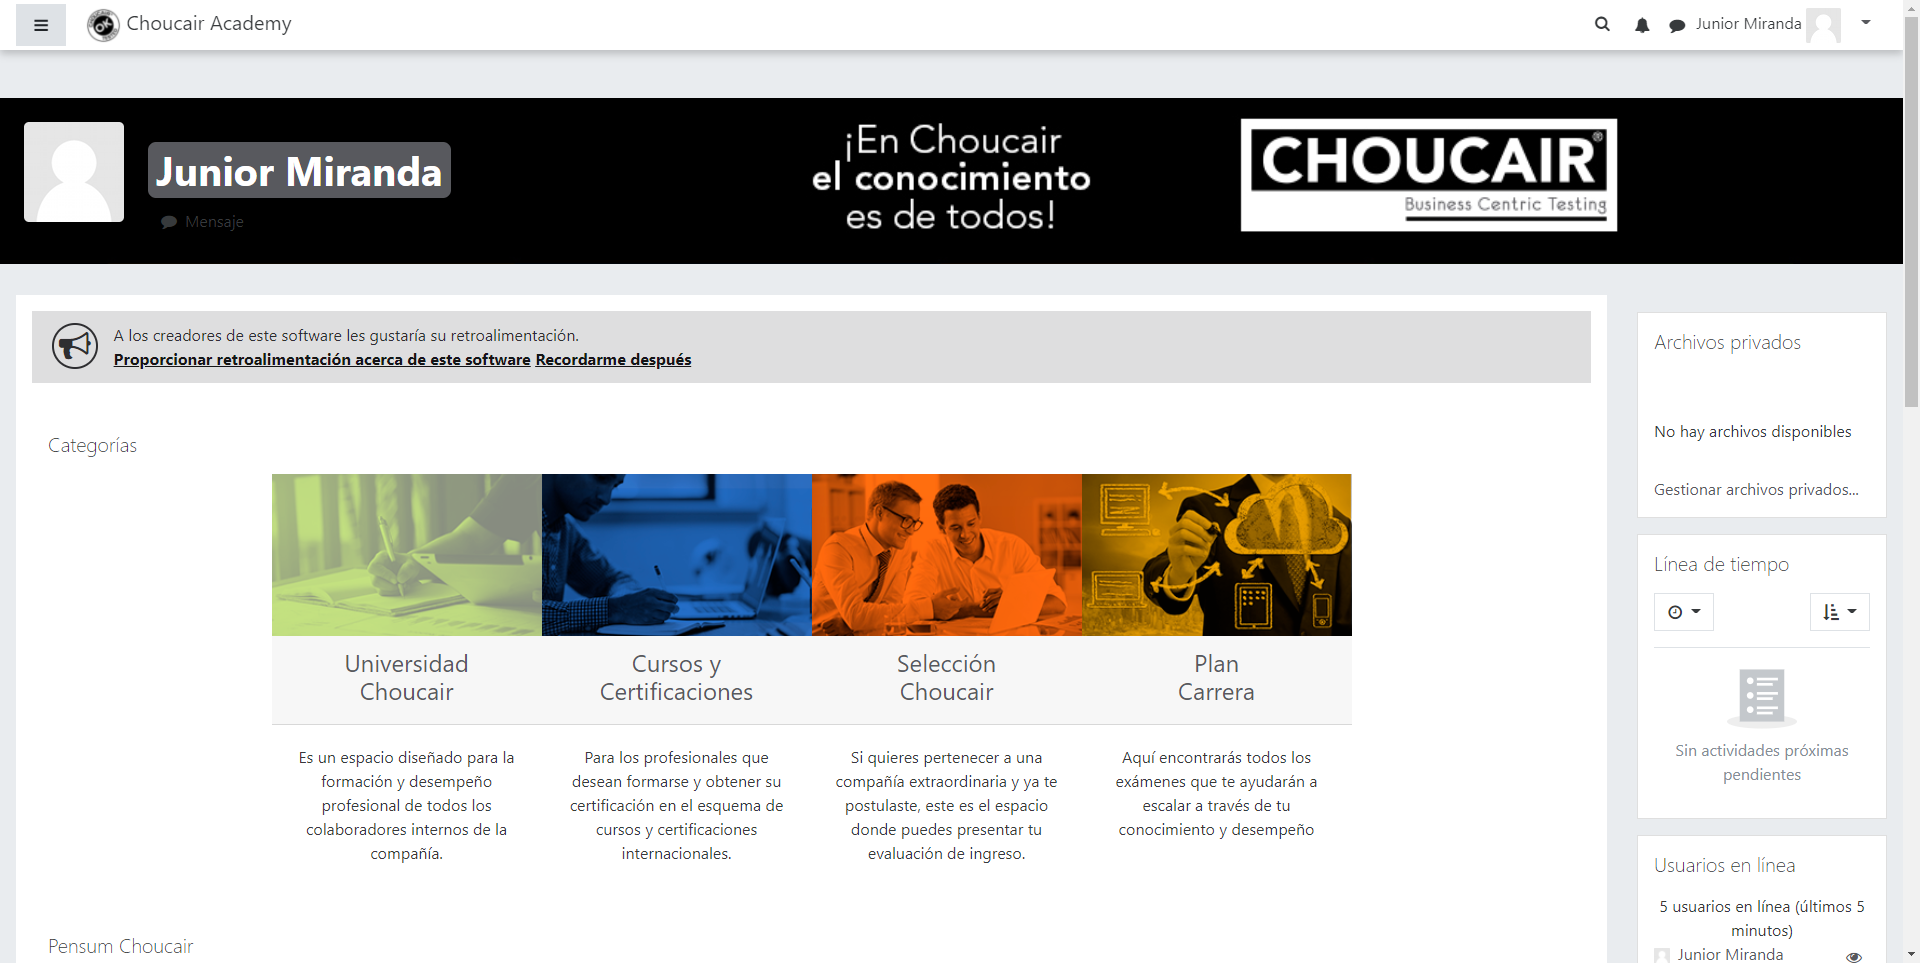 Choucair Academy
Junior Miranda
Junior Miranda
Mensaje
¡En Choucair
el conocimiento
es de todos!
CHOUCAIR®
Business Centric Testing
A los creadores de este software les gustaría su retroalimentación.
Proporcionar retroalimentación acerca de este software Recordarme después
Categorías
Universidad
Choucair
Es un espacio diseñado para la
formación y desempeño
profesional de todos los
colaboradores internos de la
compañía.
Cursos y
Certificaciones
Para los profesionales que
desean formarse y obtener su
certificación en el esquema de
cursos y certificaciones
internacionales.
Selección
Choucair
Si quieres pertenecer a una
compañía extraordinaria y ya te
postulaste, este es el espacio
donde puedes presentar tu
evaluación de ingreso.
Plan
Carrera
Aquí encontrarás todos los
exámenes que te ayudarán a
escalar a través de tu
conocimiento y desempeño
Pensum Choucair
Archivos privados
No hay archivos disponibles
Gestionar archivos privados...
Línea de tiempo
Sin actividades próximas
pendientes
Usuarios en línea
5 usuarios en línea (últimos 5
minutos)
Junior Miranda